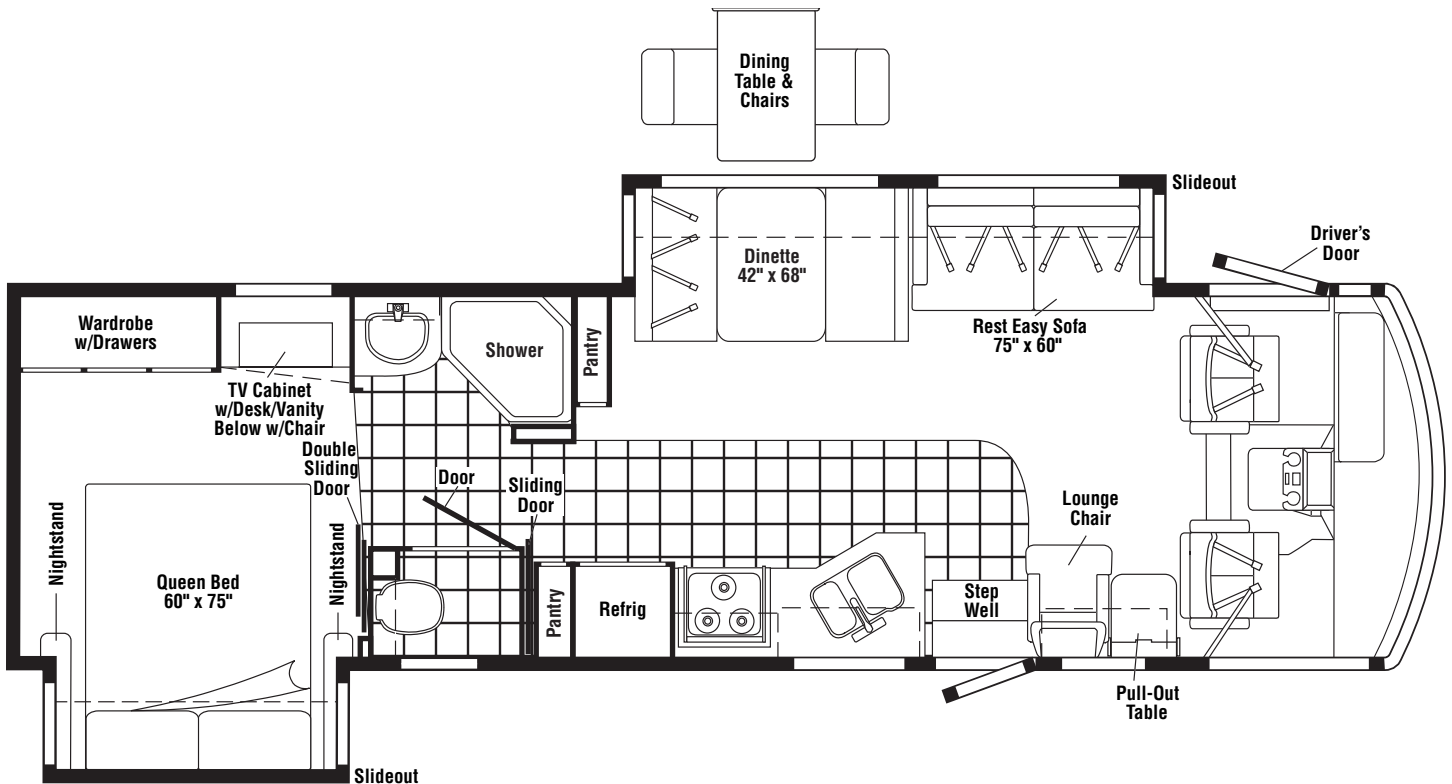 Dining
Table &
Chairs
Slideout
Driver's
Door
Dinette
42" x 68"
Rest Easy Sofa
75" x 60"
Wardrobe
w/Drawers
Shower
Pantry
TV Cabinet
w/Desk/Vanity
Below w/Chair
Double
Sliding
Door
Door
Sliding
Door
Lounge
Chair
Nightstand
Queen Bed
60" x 75"
Nightstand
Pantry
Refrig
Step
Well
Pull-Out
Table
Slideout